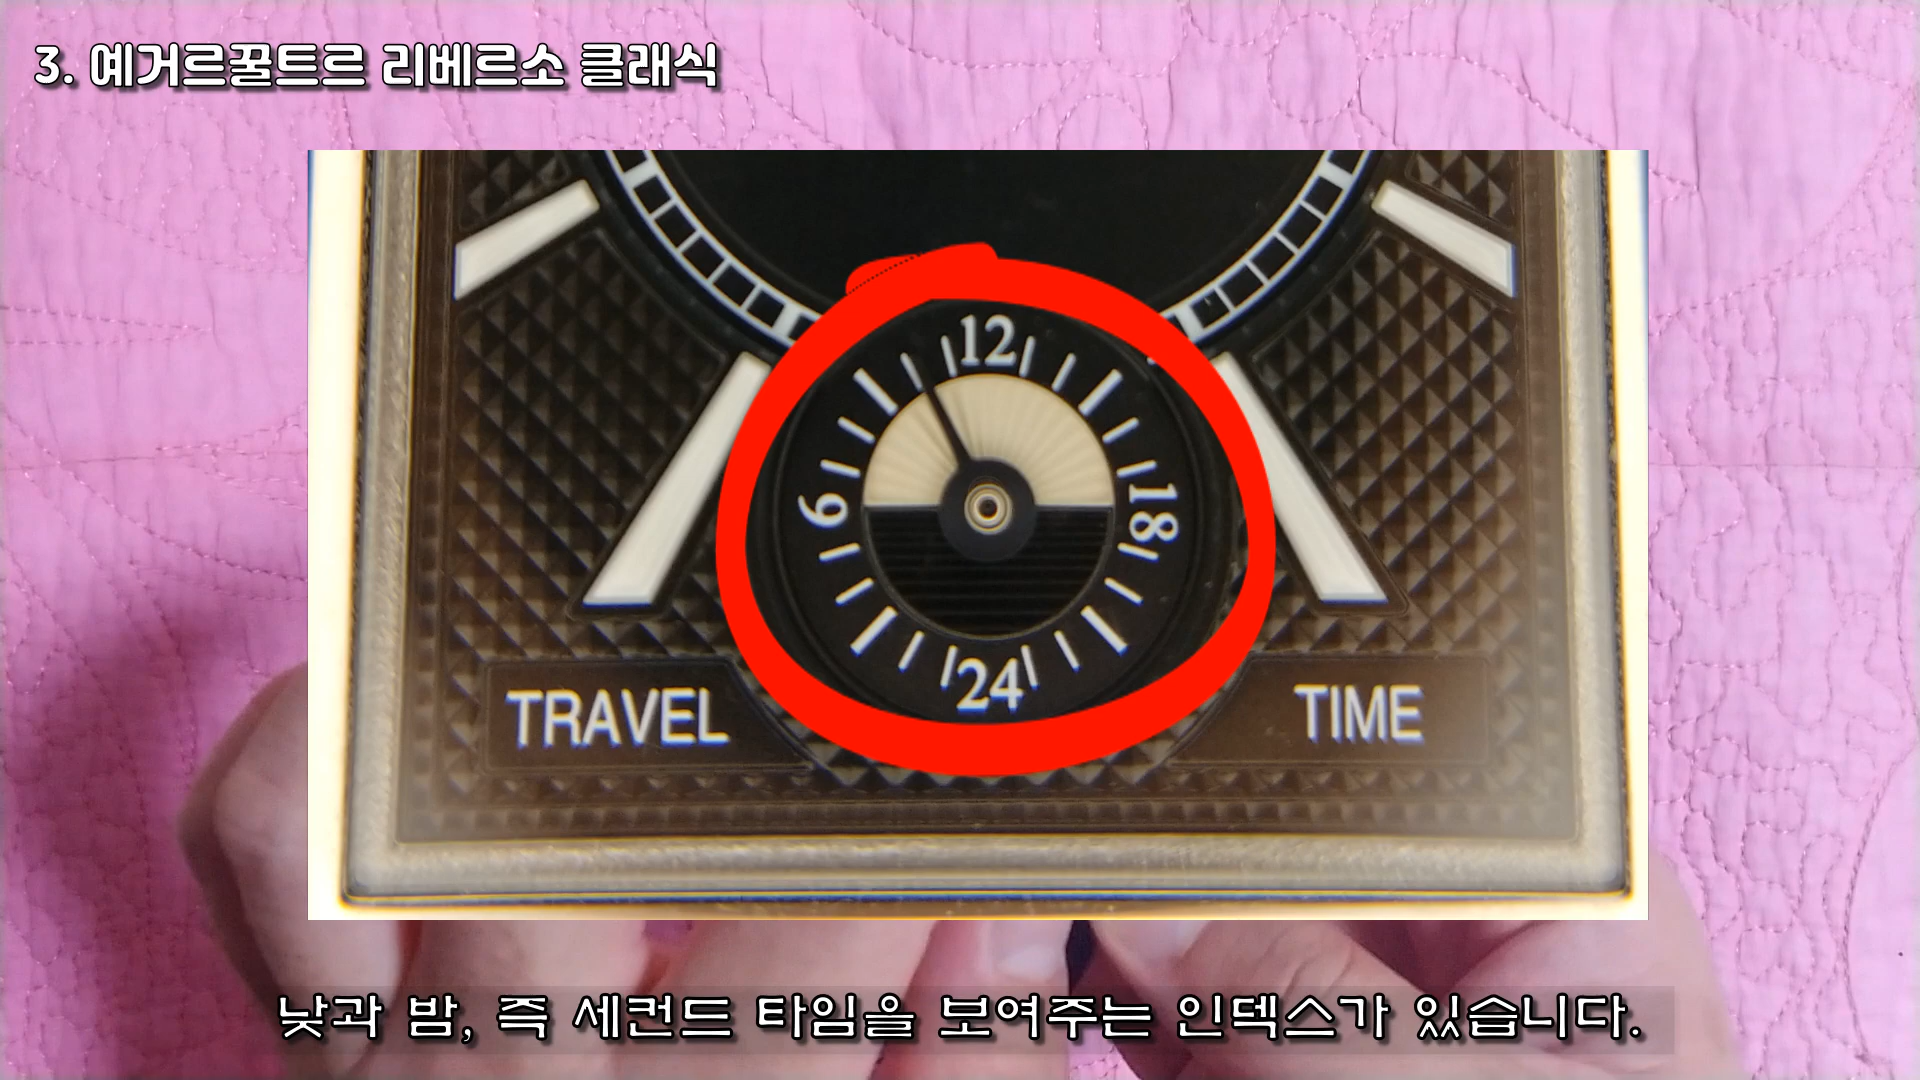 3. 예거르꿀트르 리베르소 클래식
12
6
18
24
TRAVEL TIME
낮과 밤, 즉 세컨드 타임을 보여주는 인덱스가 있습니다.